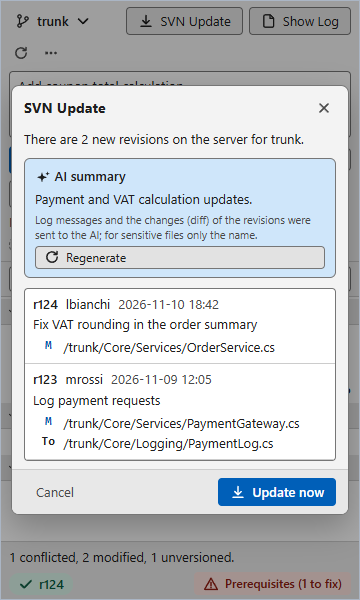 trunk
SVN Update
Show Log
Add coupon total calculation
SVN Update
There are 2 new revisions on the server for trunk.
AI summary
Payment and VAT calculation updates.
Log messages and the changes (diff) of the revisions were
sent to the AI; for sensitive files only the name.
Regenerate
r124 lbianchi 2026-11-10 18:42
Fix VAT rounding in the order summary
M /trunk/Core/Services/OrderService.cs
r123 mrossi 2026-11-09 12:05
Log payment requests
M /trunk/Core/Services/PaymentGateway.cs
To /trunk/Core/Logging/PaymentLog.cs
Cancel
Update now
1 conflicted, 2 modified, 1 unversioned.
r124
Prerequisites (1 to fix)